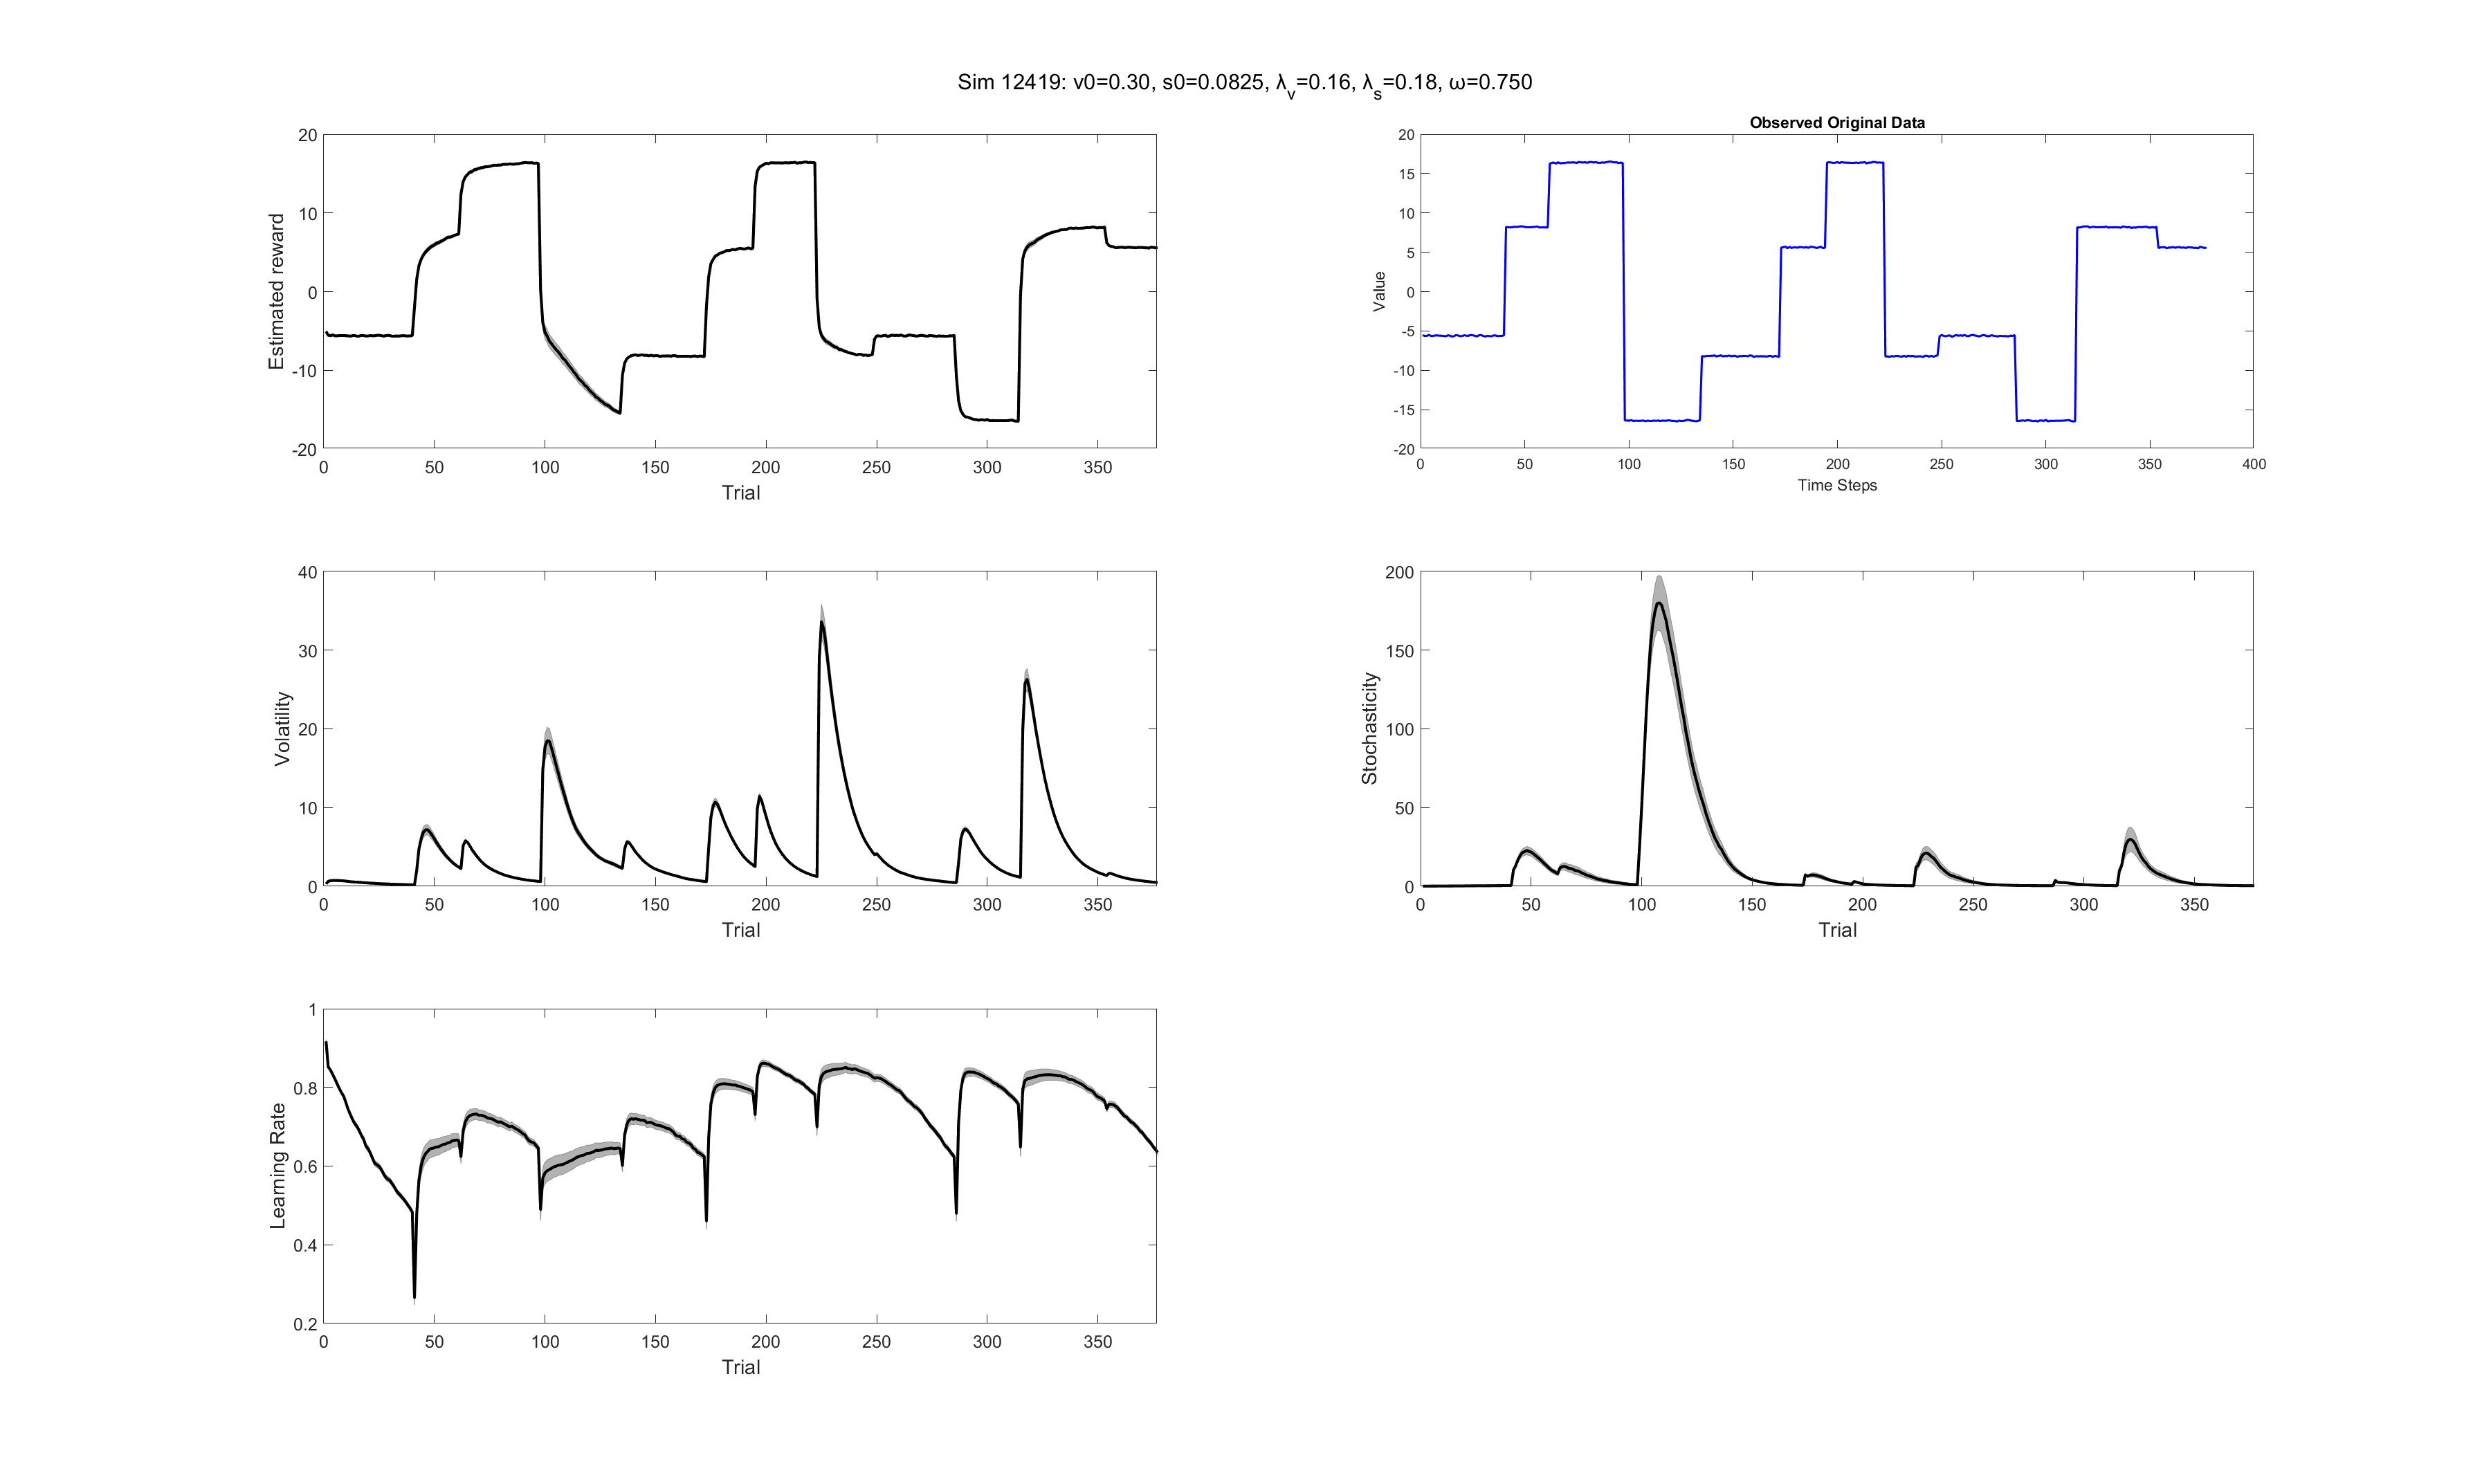 Sim 12419: v0=0.30, s0=0.0825, λv=0.16, λs=0.18, ω=0.750
Observed Original Data
20
10
0
-10
-20
Estimated reward
0 50 100 150 200 250 300 350
Trial
20
15
10
5
0
-5
-10
-15
-20
Value
0 50 100 150 200 250 300 350 400
Time Steps
40
30
20
10
0
Volatility
0 50 100 150 200 250 300 350
Trial
200
150
100
50
0
Stochasticity
0 50 100 150 200 250 300 350
Trial
1
0.8
0.6
0.4
0.2
Learning Rate
0 50 100 150 200 250 300 350
Trial